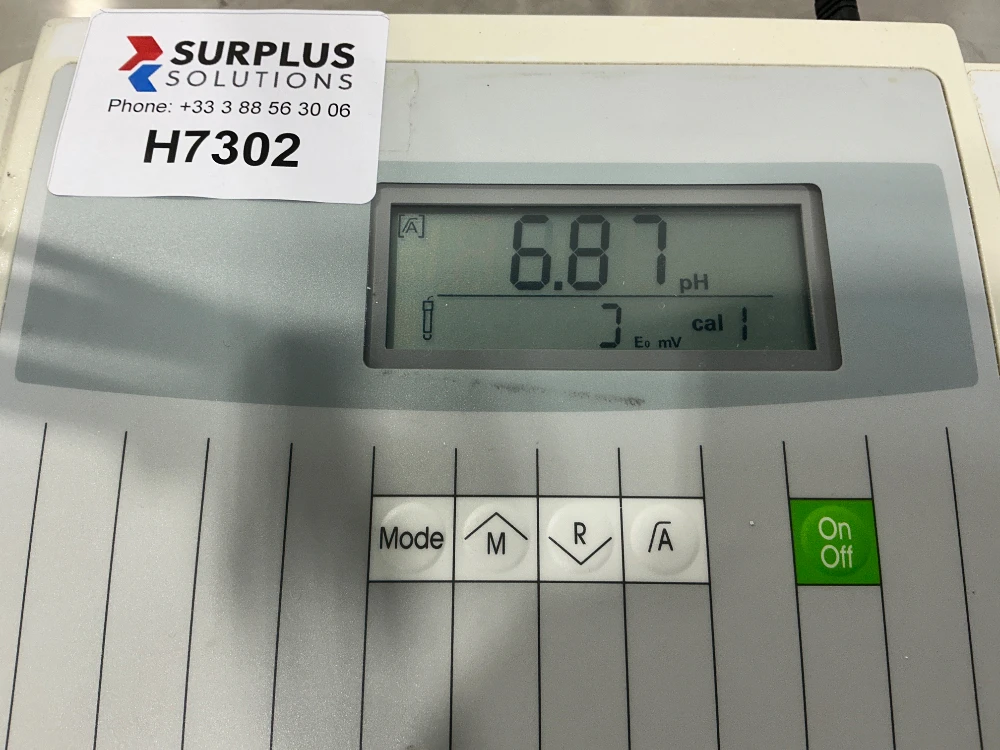 SURPLUS
SOLUTIONS
Phone: +33 3 88 56 30 06
H7302
A
6.87 pH
3 E₀ mV cal 1
Mode
M
R
/A
On
Off